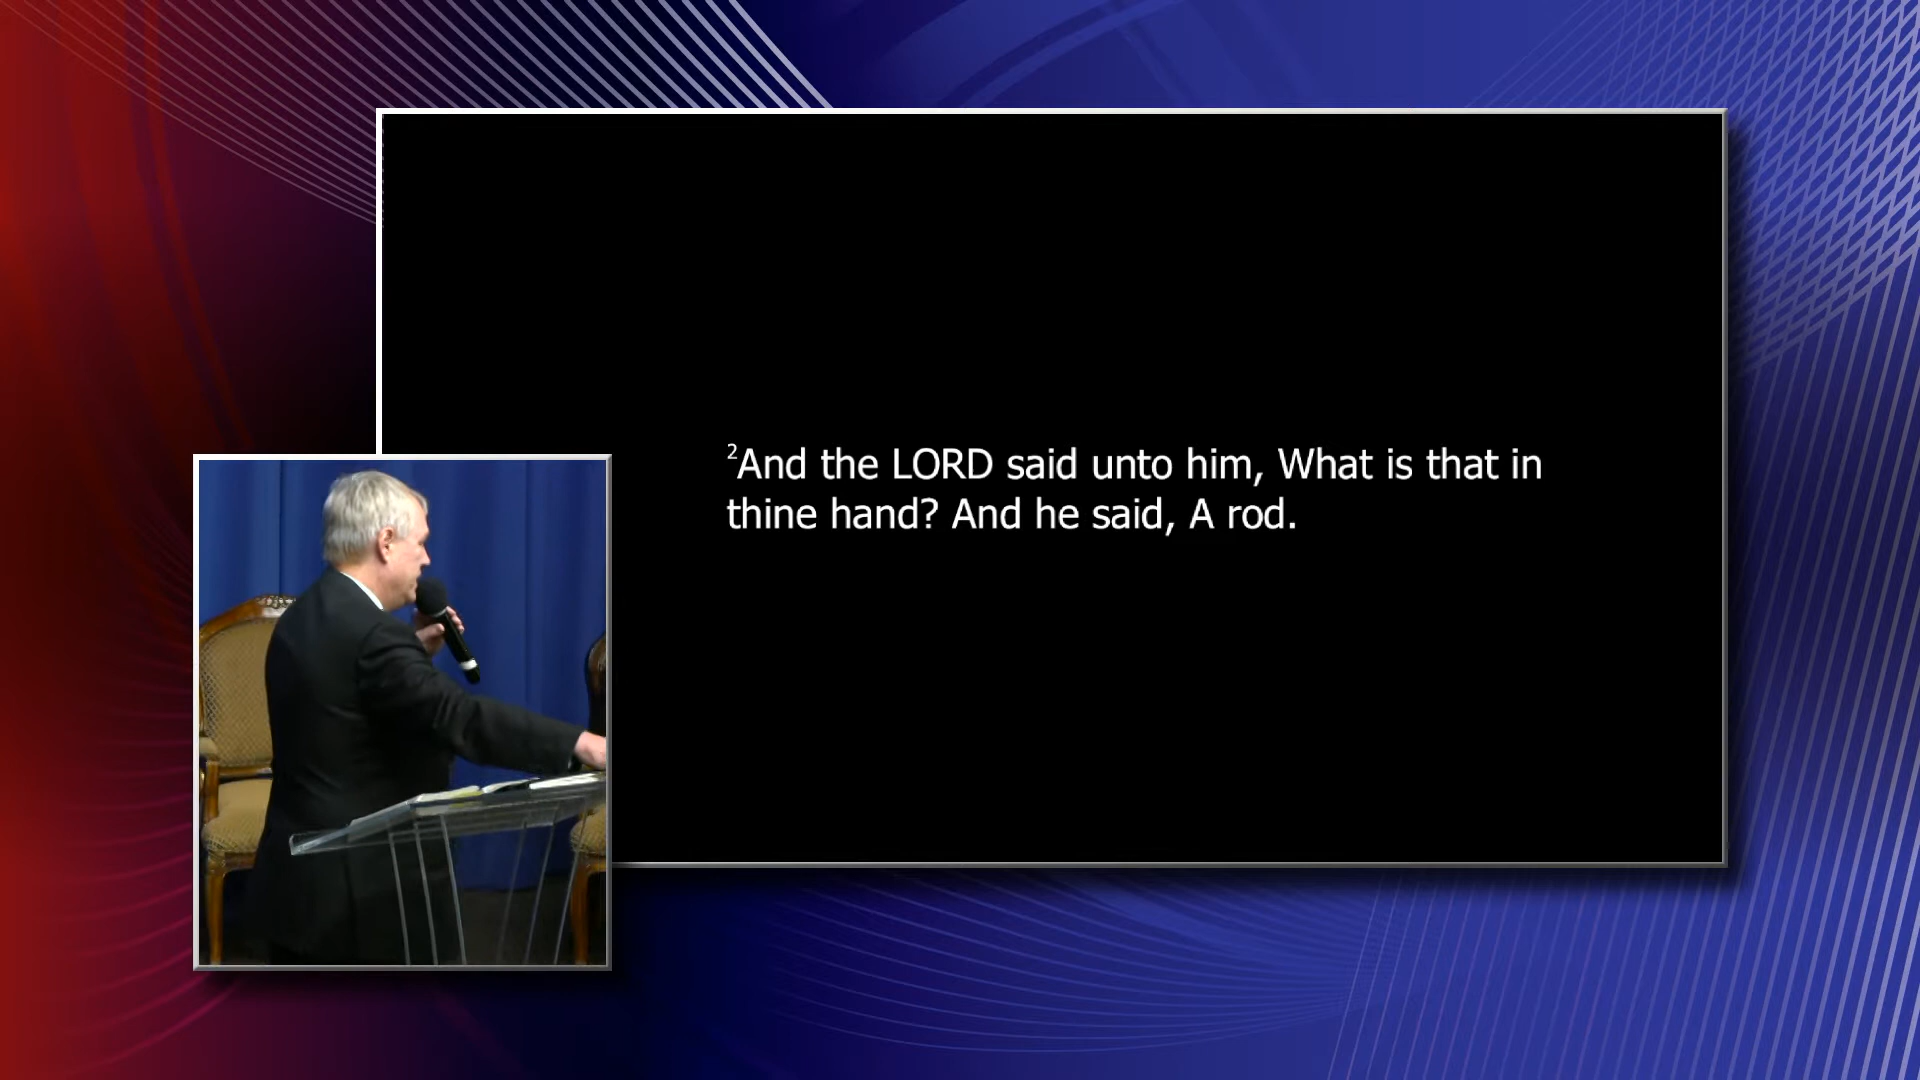 ²And the LORD said unto him, What is that in
thine hand? And he said, A rod.